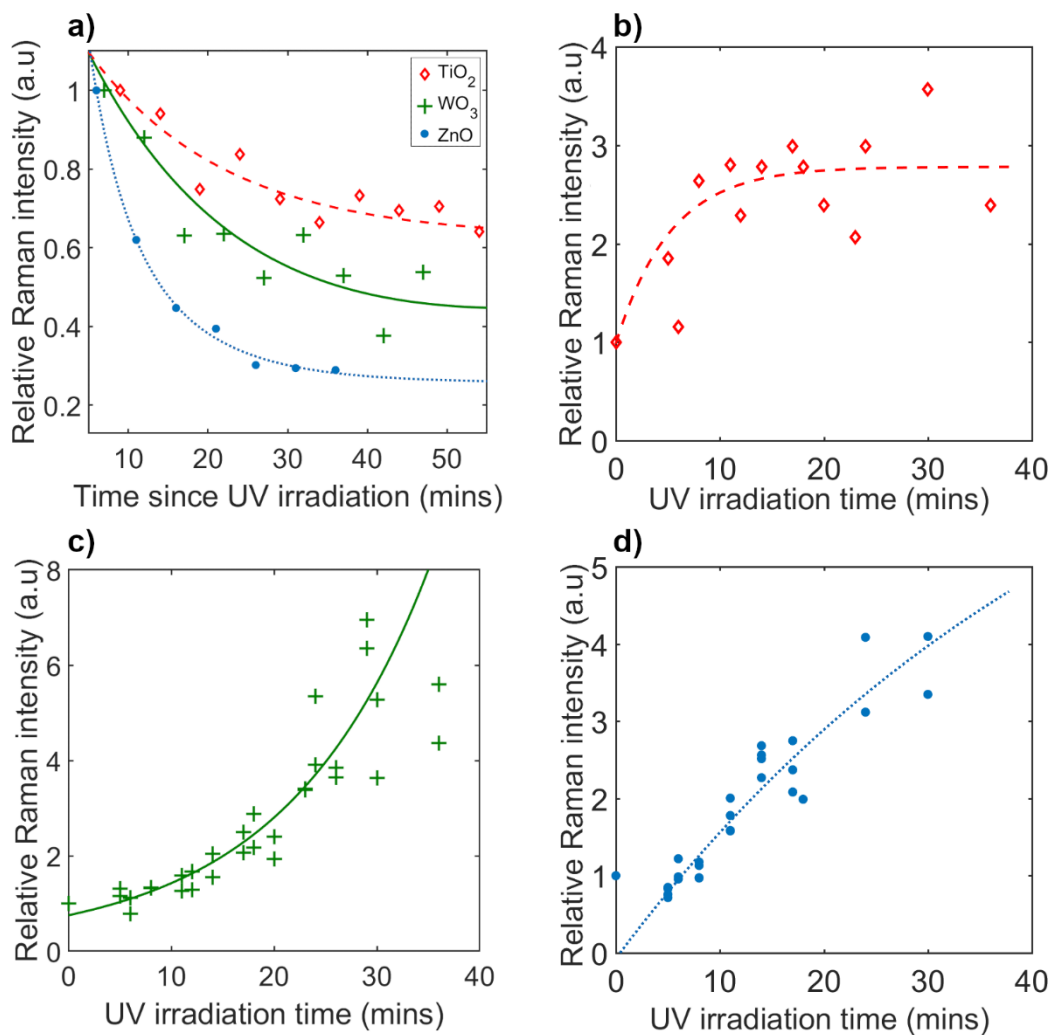 a)
Relative Raman intensity (a.u)
1
0.8
0.6
0.4
0.2
10 20 30 40 50
Time since UV irradiation (mins)
TiO₂
WO₃
ZnO
b)
Relative Raman intensity (a.u)
4
3
2
1
0
0 10 20 30 40
UV irradiation time (mins)
c)
Relative Raman intensity (a.u)
8
6
4
2
0
0 10 20 30 40
UV irradiation time (mins)
d)
Relative Raman intensity (a.u)
5
4
3
2
1
0
0 10 20 30 40
UV irradiation time (mins)